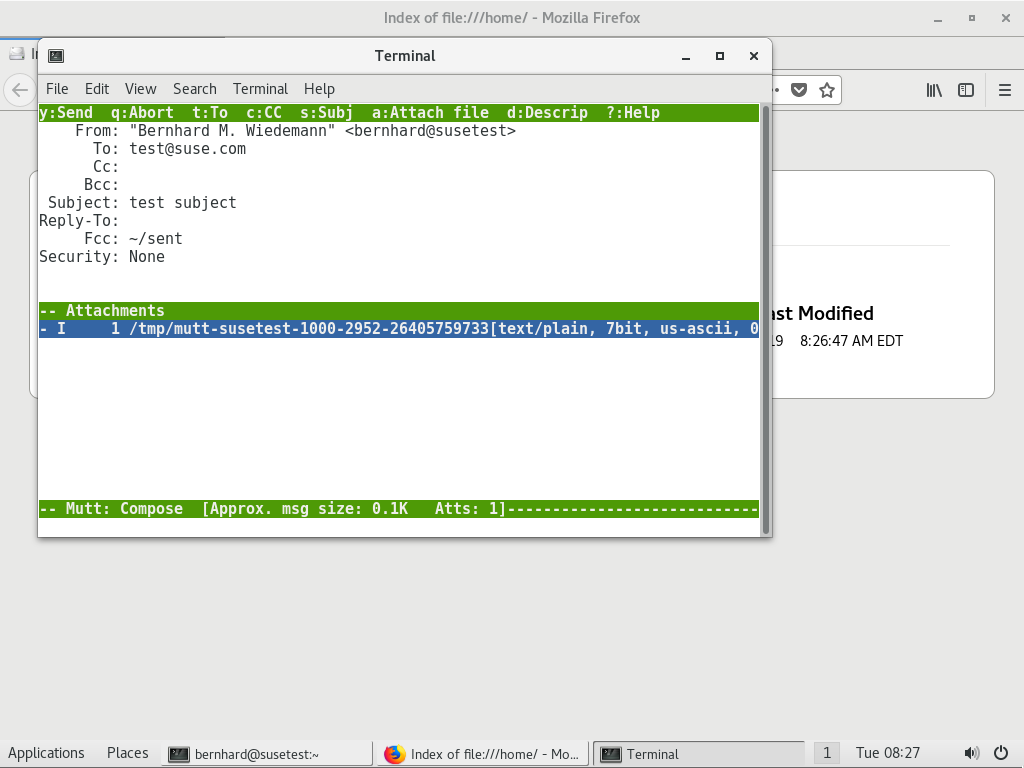 Index of file:///home/ - Mozilla Firefox
Terminal
File Edit View Search Terminal Help
y:Send q:Abort t:To c:CC s:Subj a:Attach file d:Descrip ?:Help
From: "Bernhard M. Wiedemann" <bernhard@susetest>
To: test@suse.com
Cc:
Bcc:
Subject: test subject
Reply-To:
Fcc: ~/sent
Security: None
-- Attachments
- I 1 /tmp/mutt-susetest-1000-2952-26405759733[text/plain, 7bit, us-ascii, 0
ast Modified
19 8:26:47 AM EDT
-- Mutt: Compose [Approx. msg size: 0.1K Atts: 1]---------------------------
Applications Places bernhard@susetest:~ Index of file:///home/ - Mo... Terminal 1 Tue 08:27